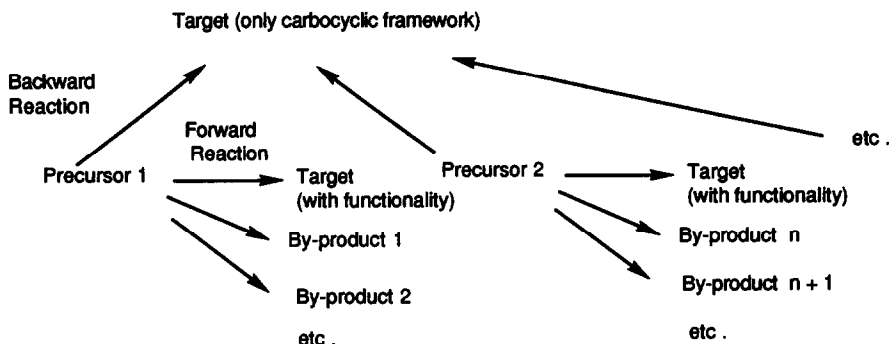 Target (only carbocyclic framework)
Backward
Reaction
Forward
Reaction
etc .
Precursor 1
Target
(with functionality)
Precursor 2
Target
(with functionality)
By-product 1
By-product n
By-product 2
By-product n + 1
etc .
etc .